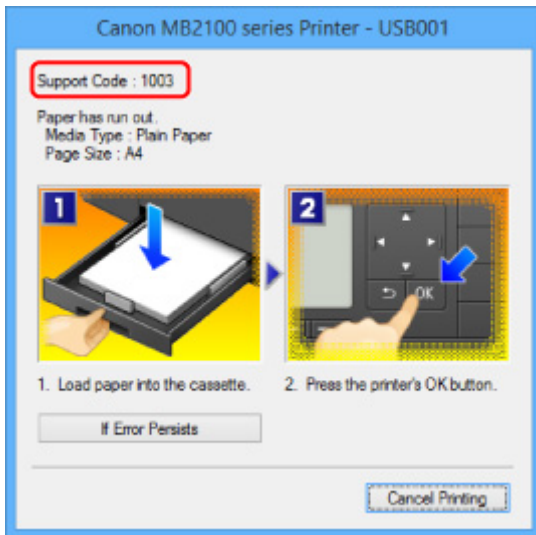 Canon MB2100 series Printer - USB001
Support Code : 1003
Paper has run out.
Media Type : Plain Paper
Page Size : A4
1
2
OK
1. Load paper into the cassette.
2. Press the printer's OK button.
If Error Persists
Cancel Printing